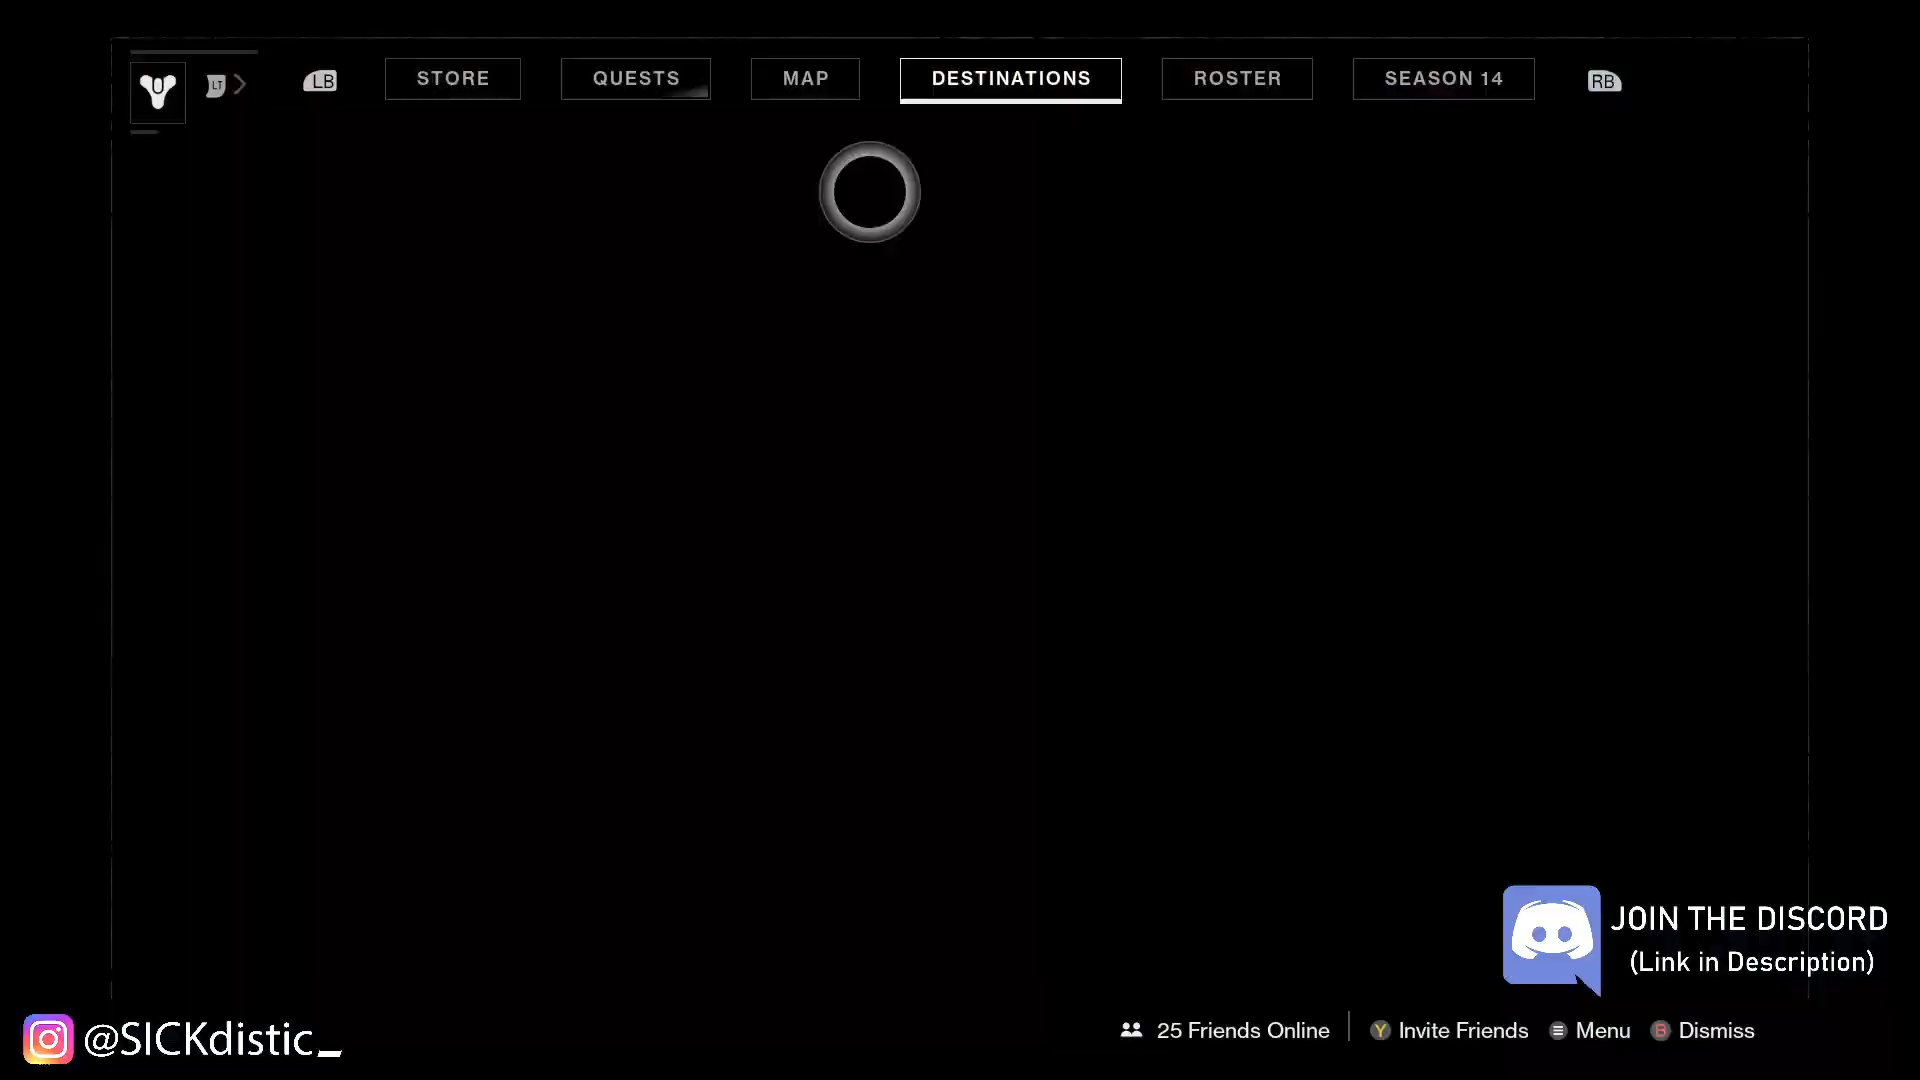 LT
LB
STORE
QUESTS
MAP
DESTINATIONS
ROSTER
SEASON 14
RB
JOIN THE DISCORD
(Link in Description)
@SICKdistic_
25 Friends Online
Y Invite Friends
Menu
B Dismiss